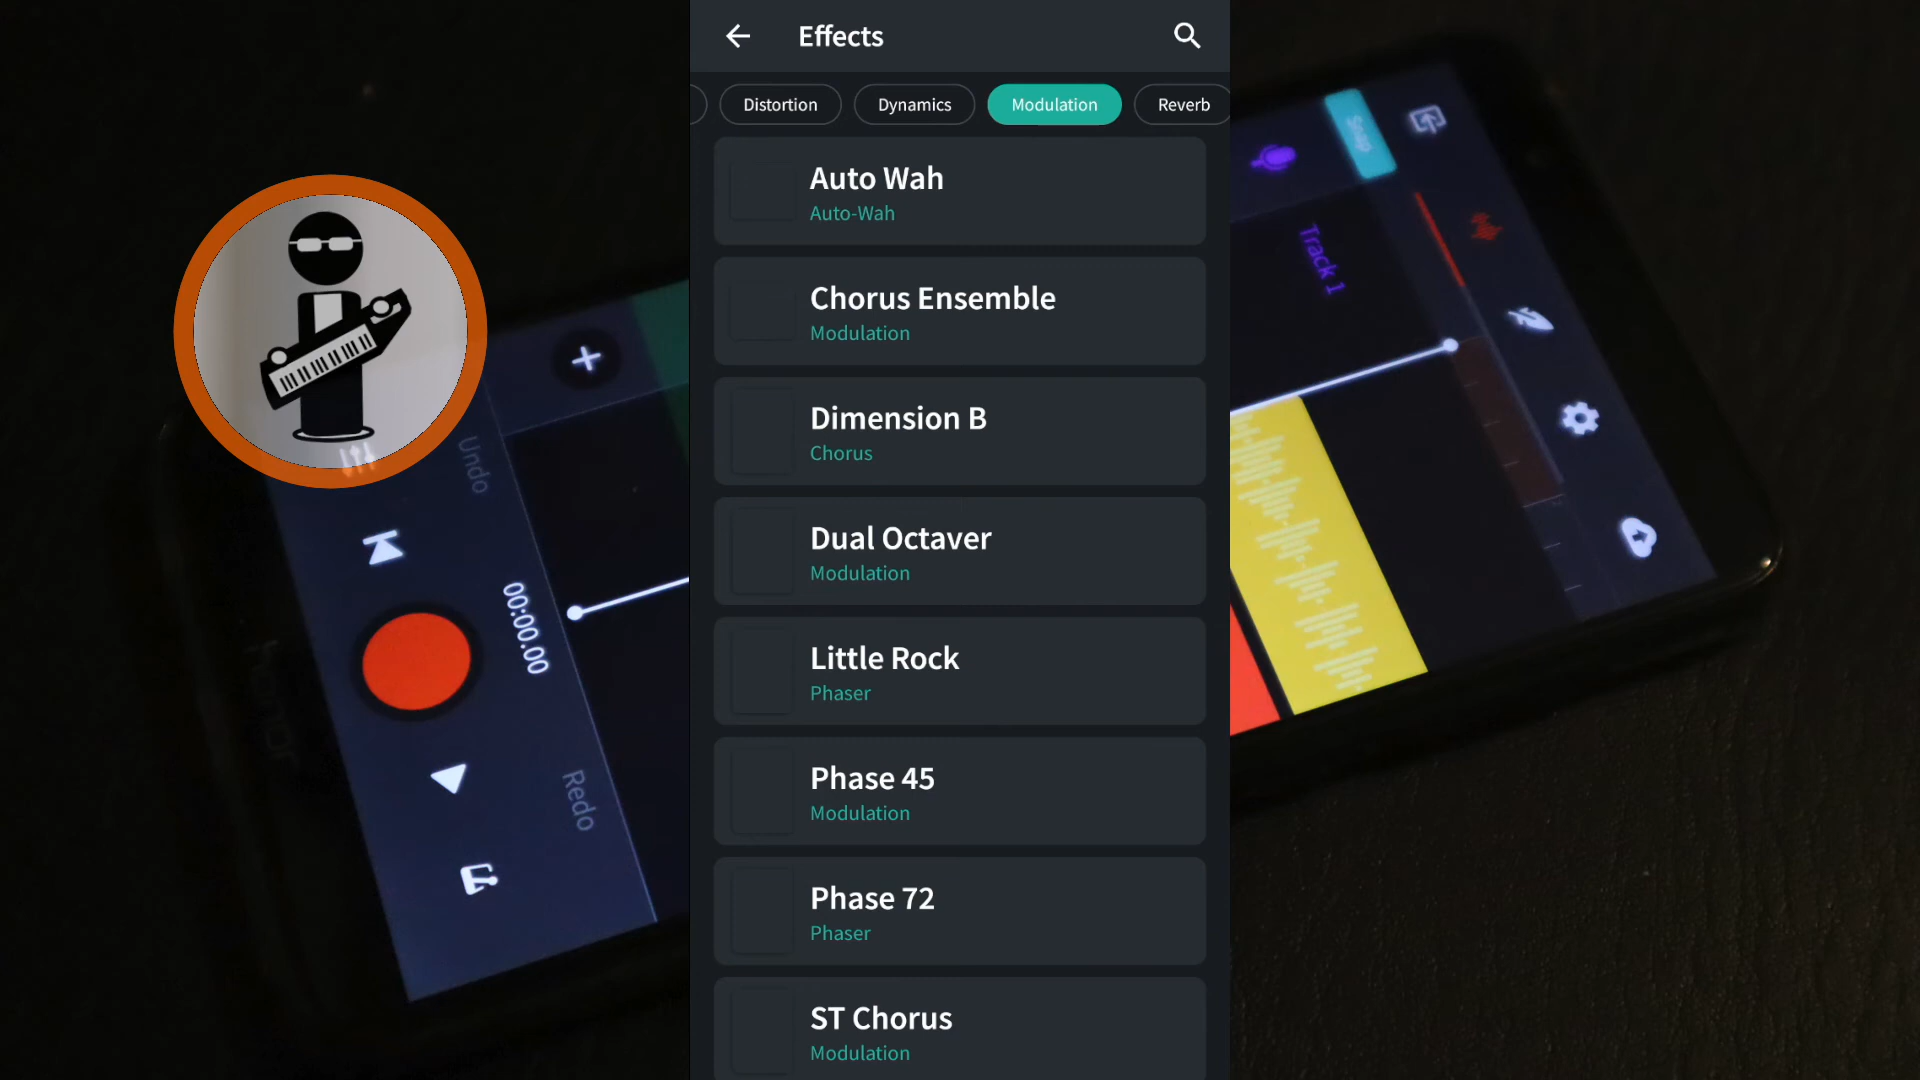 Effects
Distortion
Dynamics
Modulation
Reverb
Auto Wah
Auto-Wah
Chorus Ensemble
Modulation
Dimension B
Chorus
Dual Octaver
Modulation
Little Rock
Phaser
Phase 45
Modulation
Phase 72
Phaser
ST Chorus
Modulation
Undo
00:00.00
Redo
Snap
Track 1